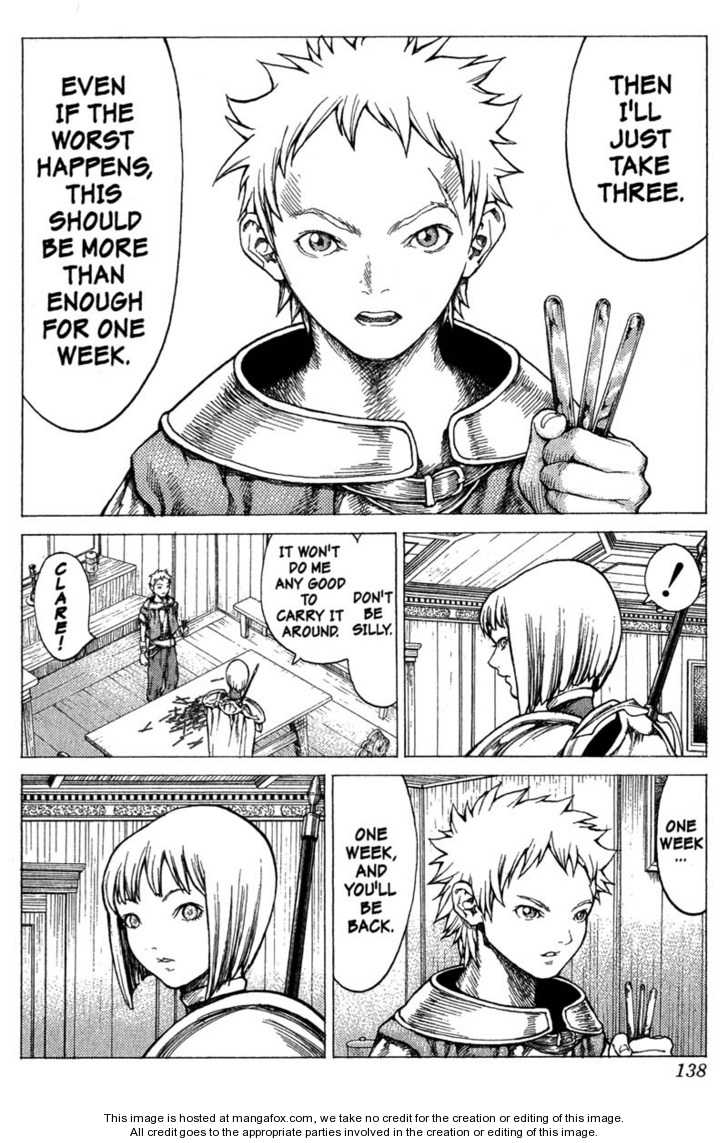 THEN
I'LL
JUST
TAKE
THREE.
EVEN
IF THE
WORST
HAPPENS,
THIS
SHOULD
BE MORE
THAN
ENOUGH
FOR ONE
WEEK.
!
DON'T
BE
SILLY.
IT WON'T
DO ME
ANY GOOD
TO
CARRY IT
AROUND.
CLARE!
ONE
WEEK
...
ONE
WEEK,
AND
YOU'LL
BE
BACK.
138
This image is hosted at mangafox.com, we take no credit for the creation or editing of this image.
All credit goes to the appropriate parties involved in the creation or editing of this image.